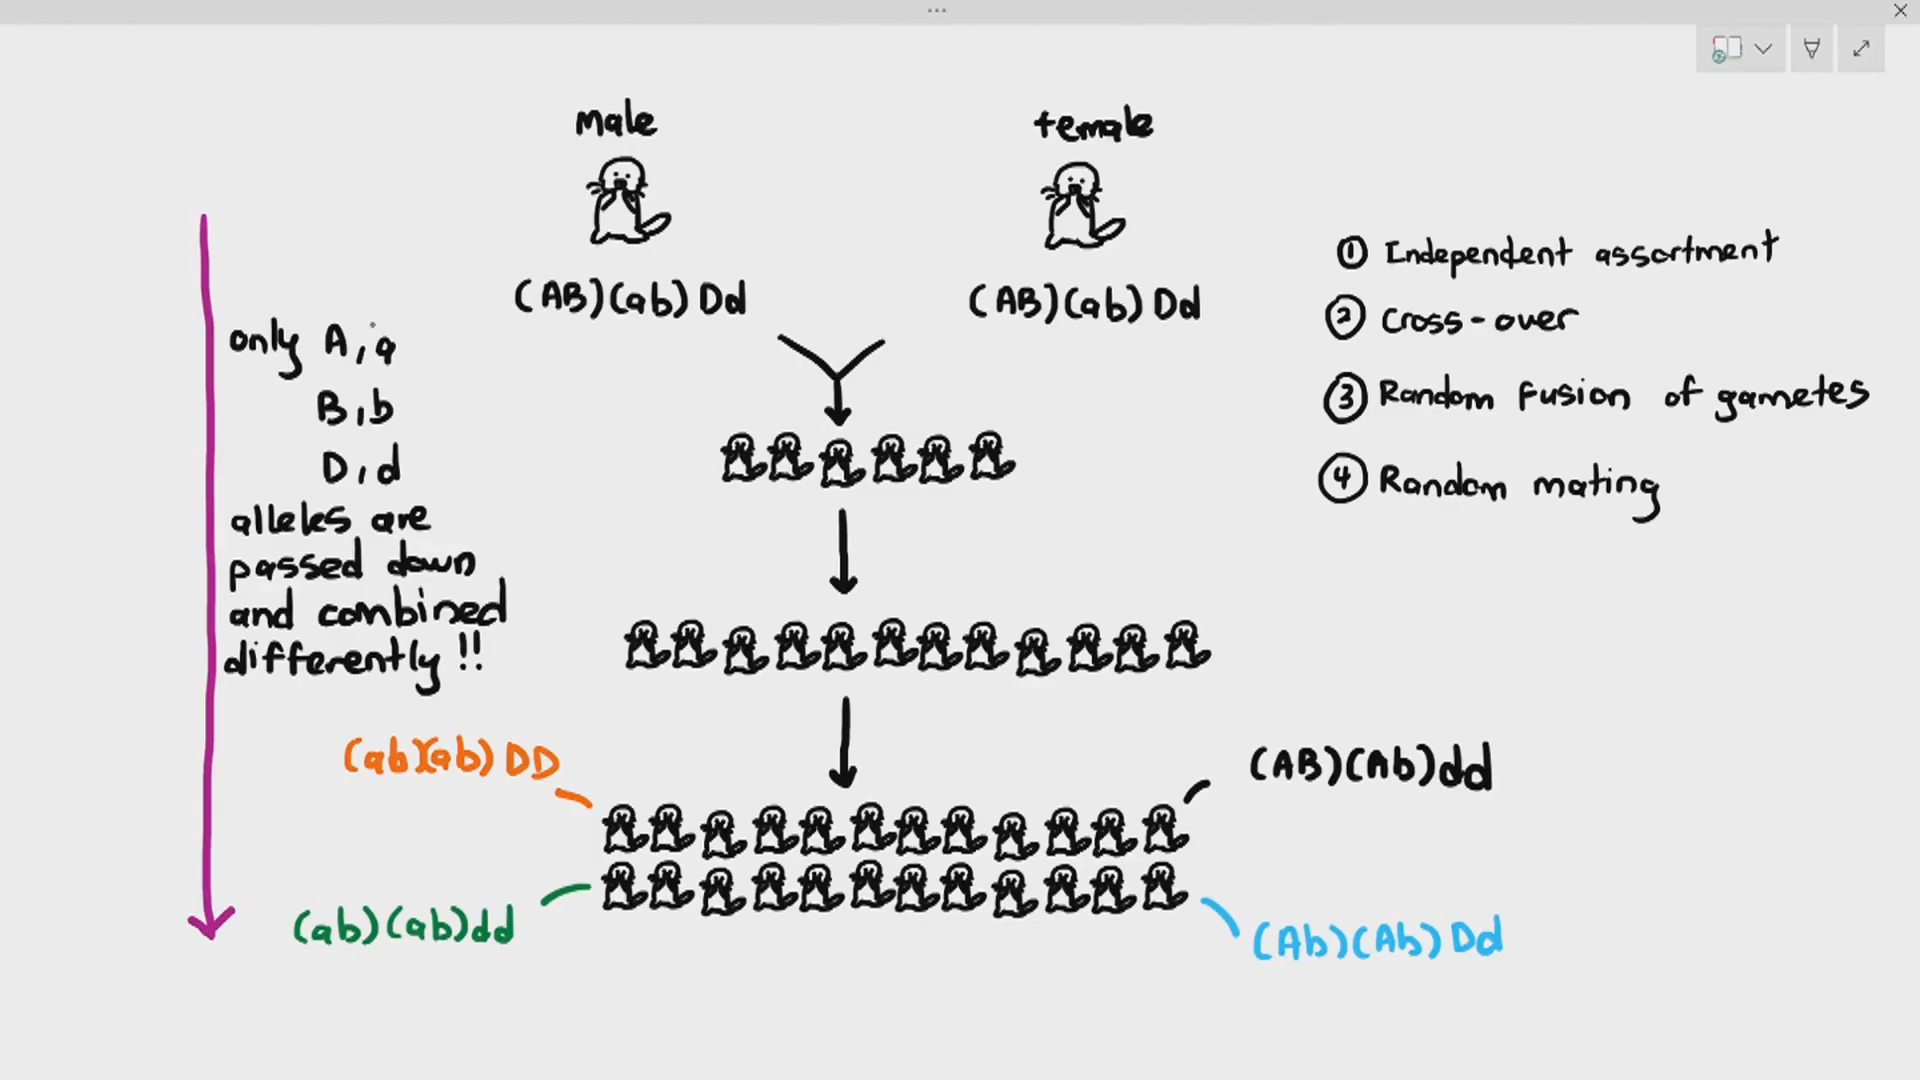 male
female
(AB)(ab) Dd
(AB)(ab) Dd
only A, a
B, b
D, d
alleles are
passed down
and combined
differently !!
① Independent assortment
② Cross-over
③ Random fusion of gametes
④ Random mating
(ab)(ab) DD
(AB)(Ab)dd
(ab)(ab)dd
(Ab)(Ab) Dd